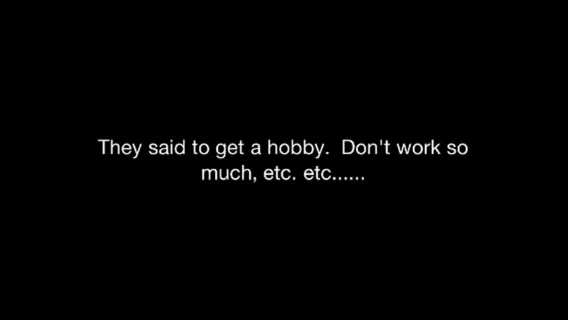 They said to get a hobby.  Don't work so
much, etc. etc......